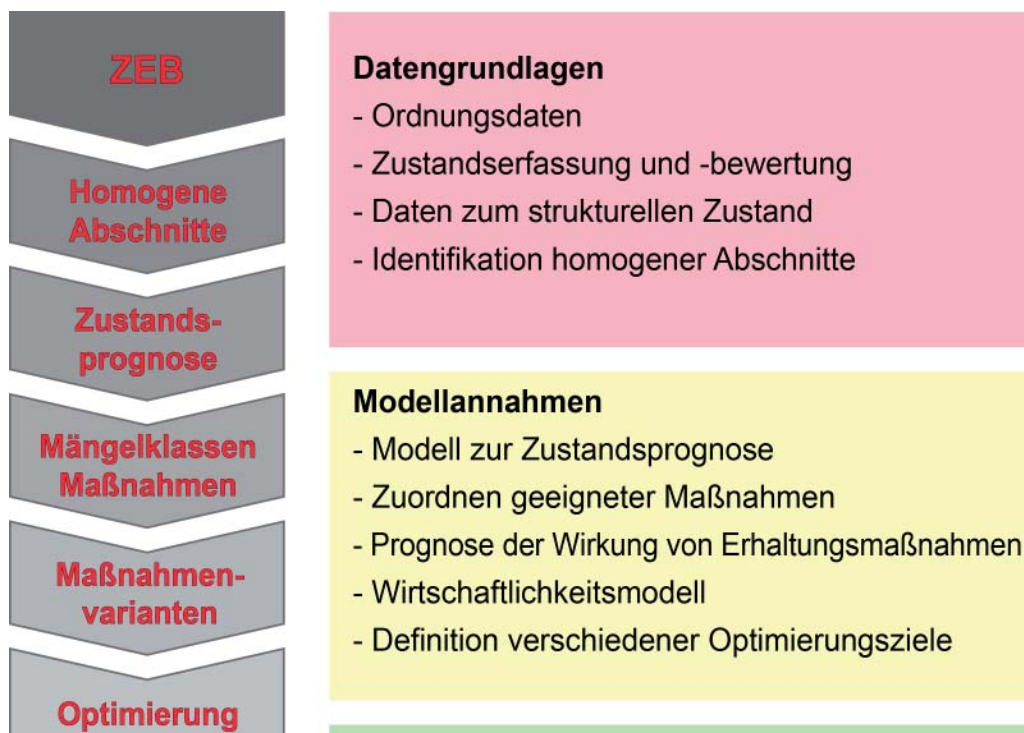 ZEB
Homogene
Abschnitte
Zustands-
prognose
Mängelklassen
Maßnahmen
Maßnahmen-
varianten
Optimierung
Datengrundlagen
- Ordnungsdaten
- Zustandserfassung und -bewertung
- Daten zum strukturellen Zustand
- Identifikation homogener Abschnitte
Modellannahmen
- Modell zur Zustandsprognose
- Zuordnen geeigneter Maßnahmen
- Prognose der Wirkung von Erhaltungsmaßnahmen
- Wirtschaftlichkeitsmodell
- Definition verschiedener Optimierungsziele